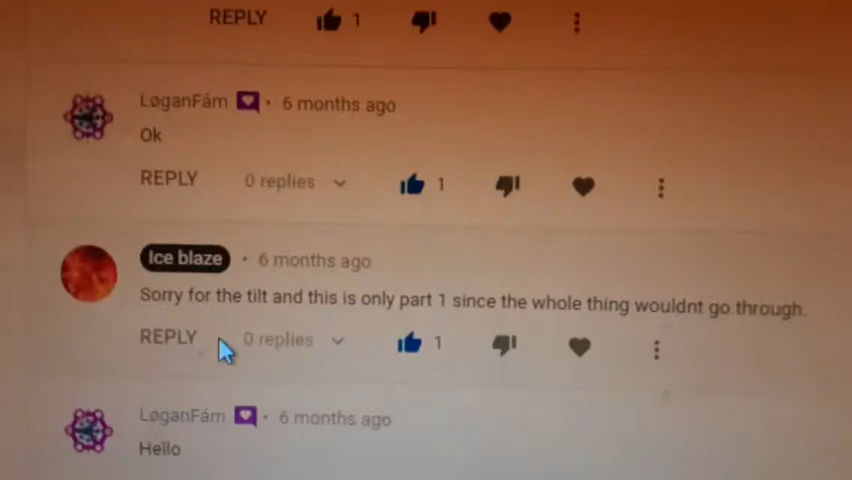 REPLY 1
LøganFám • 6 months ago
Ok
REPLY 0 replies 1
Ice blaze • 6 months ago
Sorry for the tilt and this is only part 1 since the whole thing wouldnt go through.
REPLY 0 replies 1
LøganFám • 6 months ago
Hello